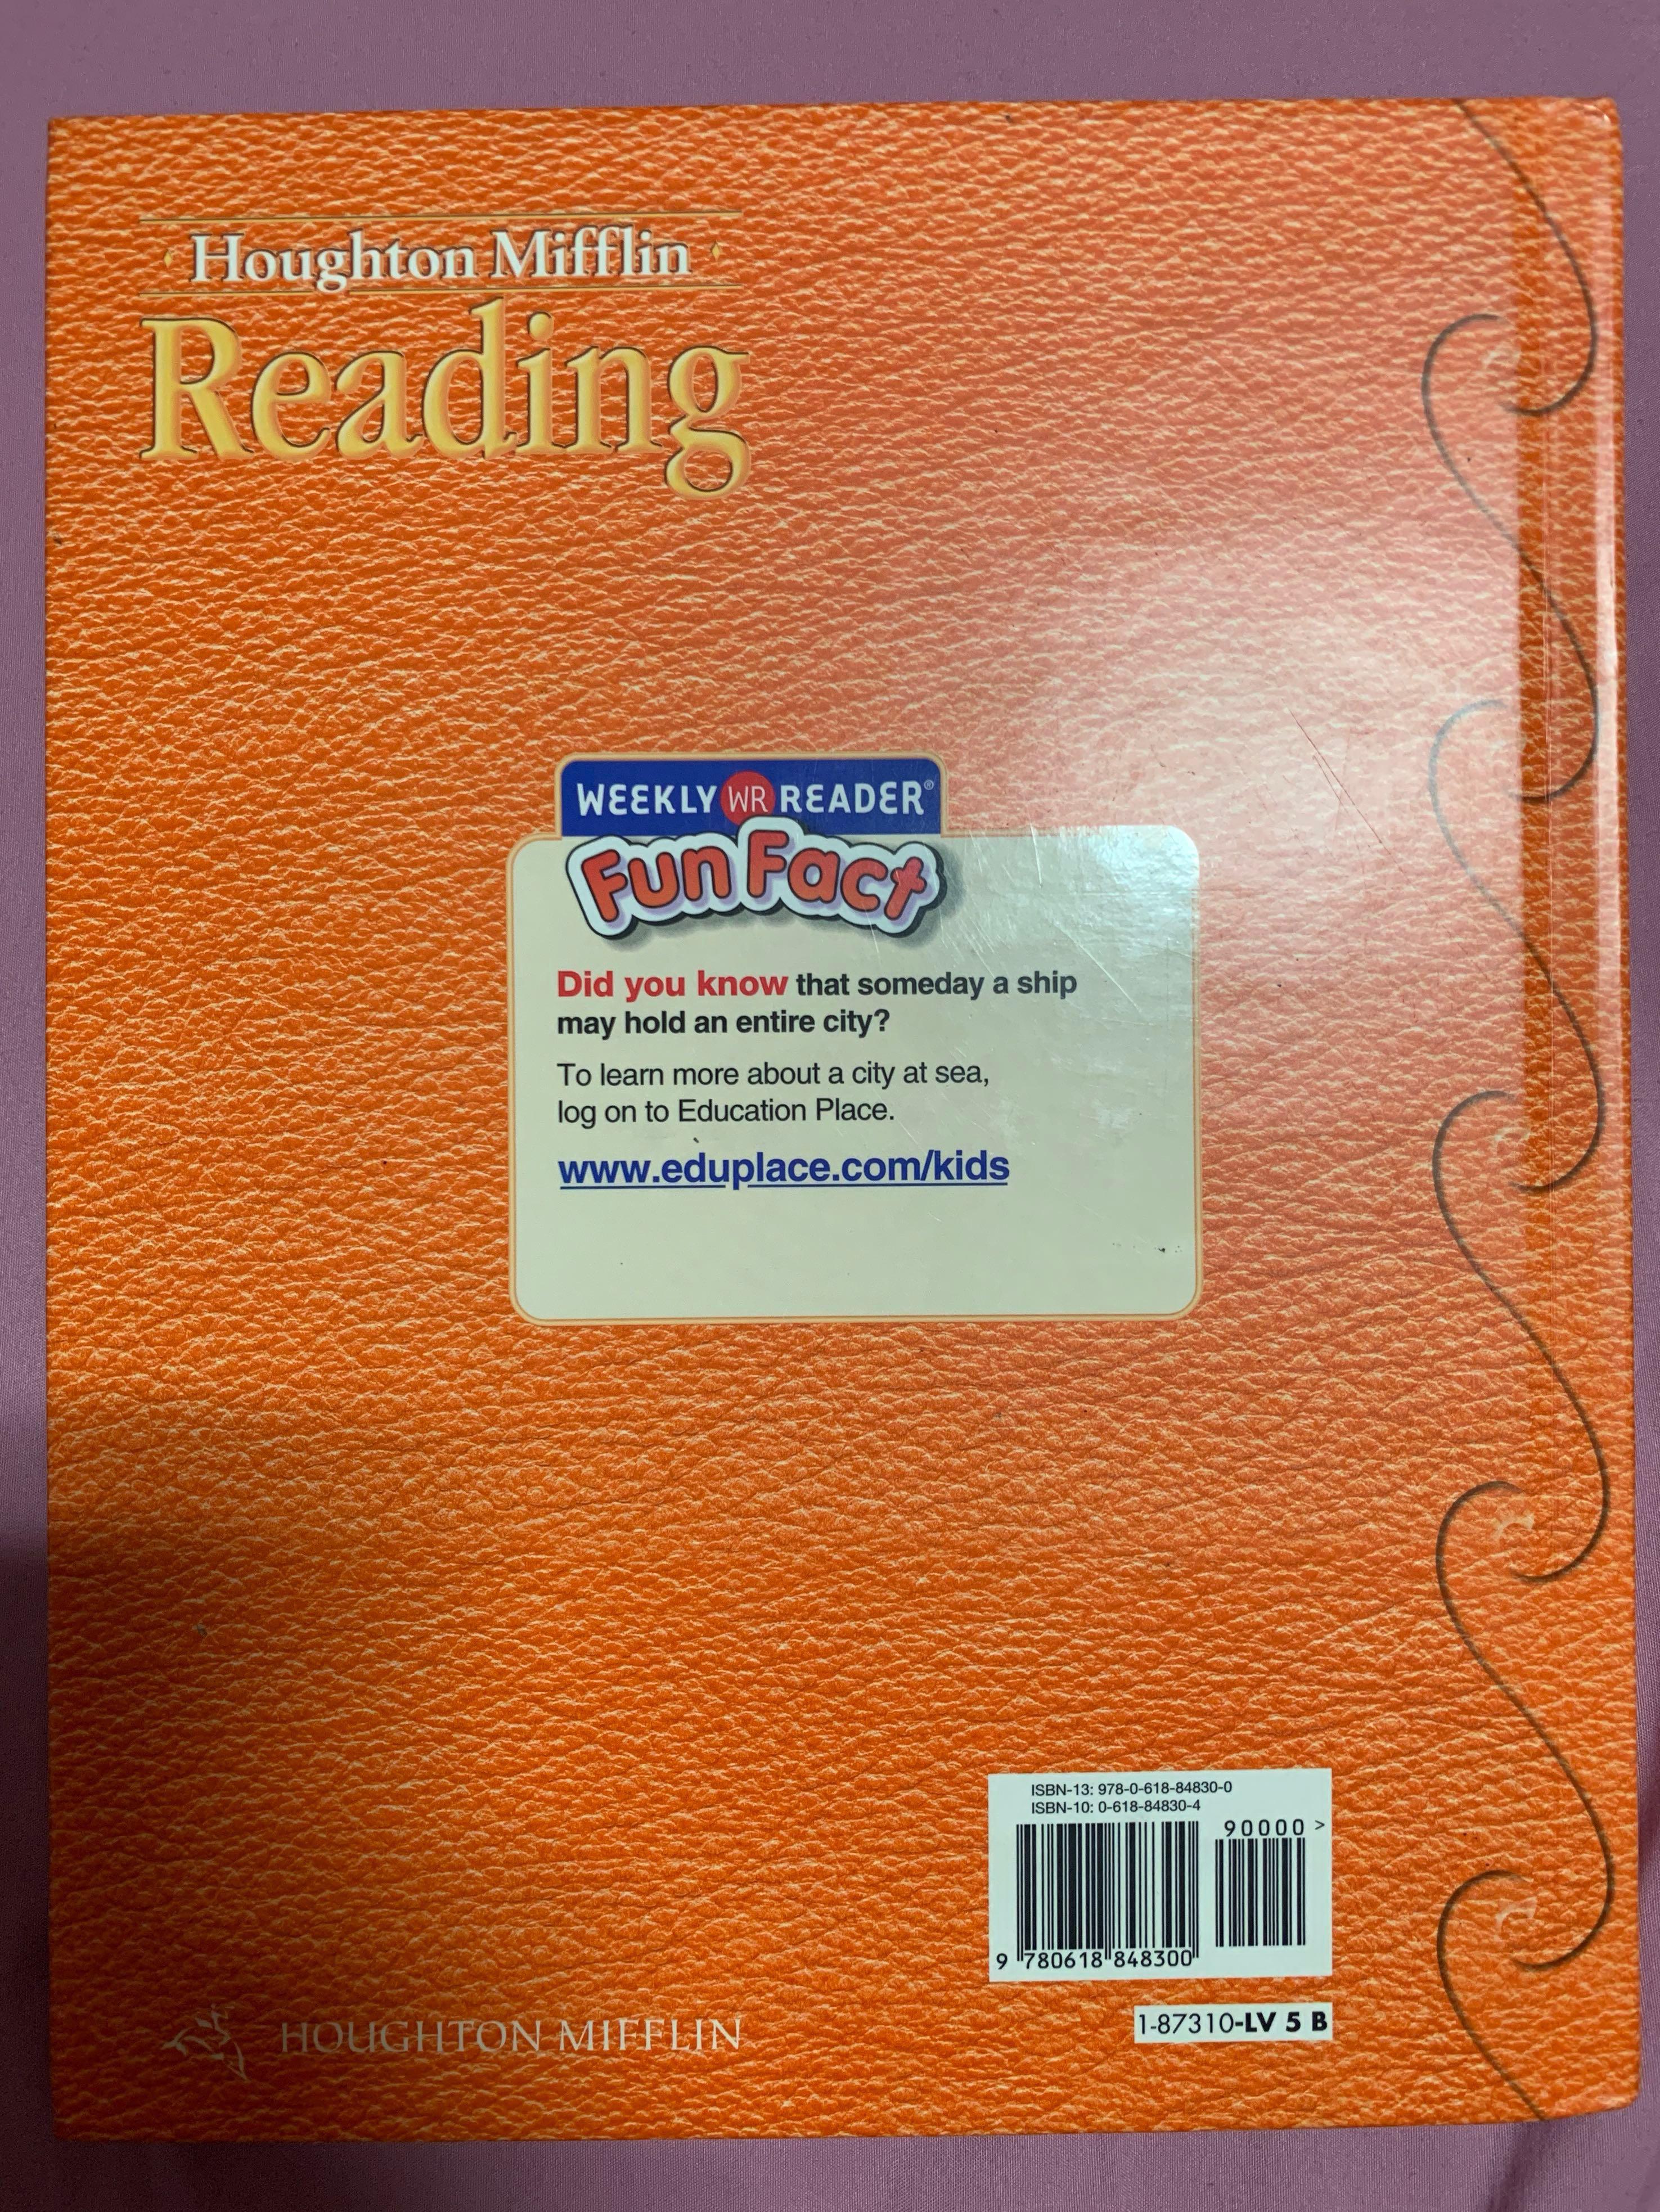 Houghton Mifflin
Reading
WEEKLY WR READER®
Fun Fact
Did you know that someday a ship
may hold an entire city?
To learn more about a city at sea,
log on to Education Place.
www.eduplace.com/kids
ISBN-13: 978-0-618-84830-0
ISBN-10: 0-618-84830-4
90000 >
9 780618 848300
HOUGHTON MIFFLIN
1-87310-LV 5 B